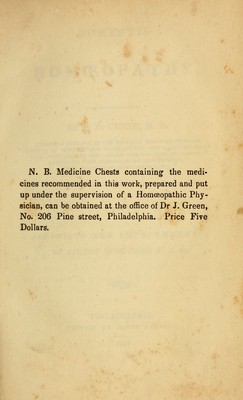 N. B. Medicine Chests containing the medi-
cines recommended in this work, prepared and put
up under the supervision of a Homœopathic Phy-
sician, can be obtained at the office of Dr J. Green,
No. 206 Pine street, Philadelphia. Price Five
Dollars.